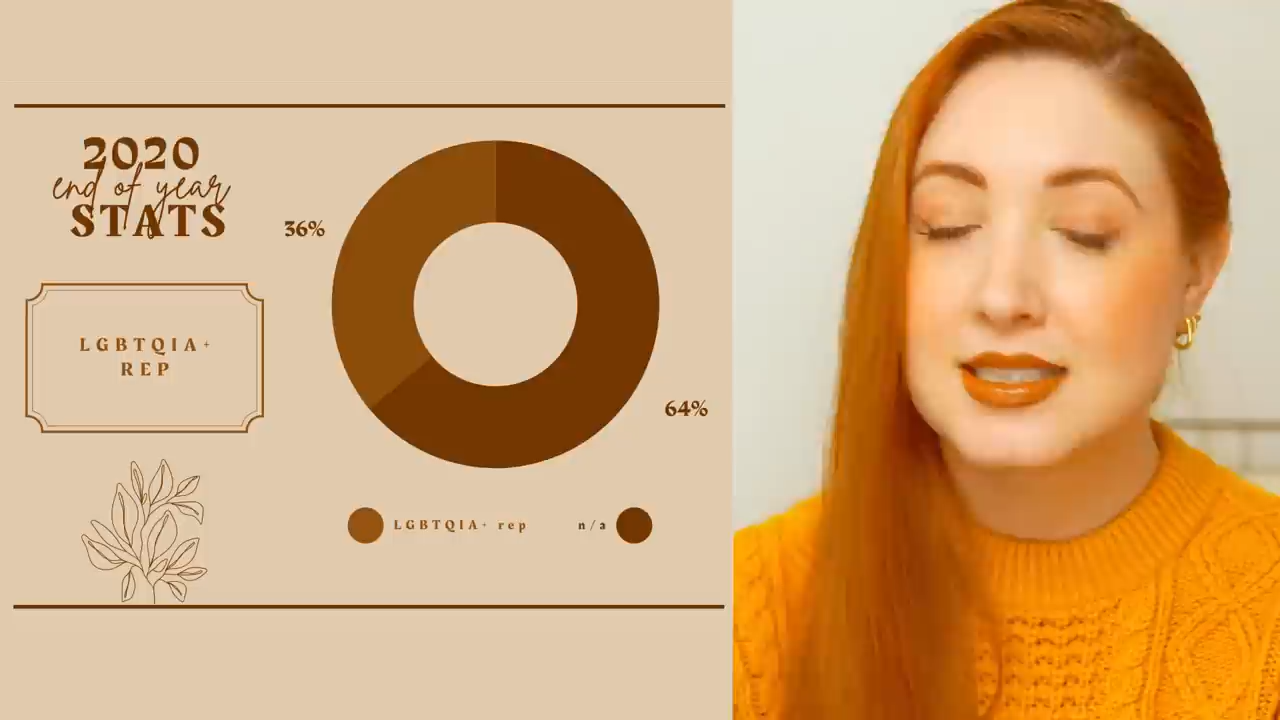 2020
end of year
STATS
36%
LGBTQIA+
REP
64%
LGBTQIA+ rep
n/a